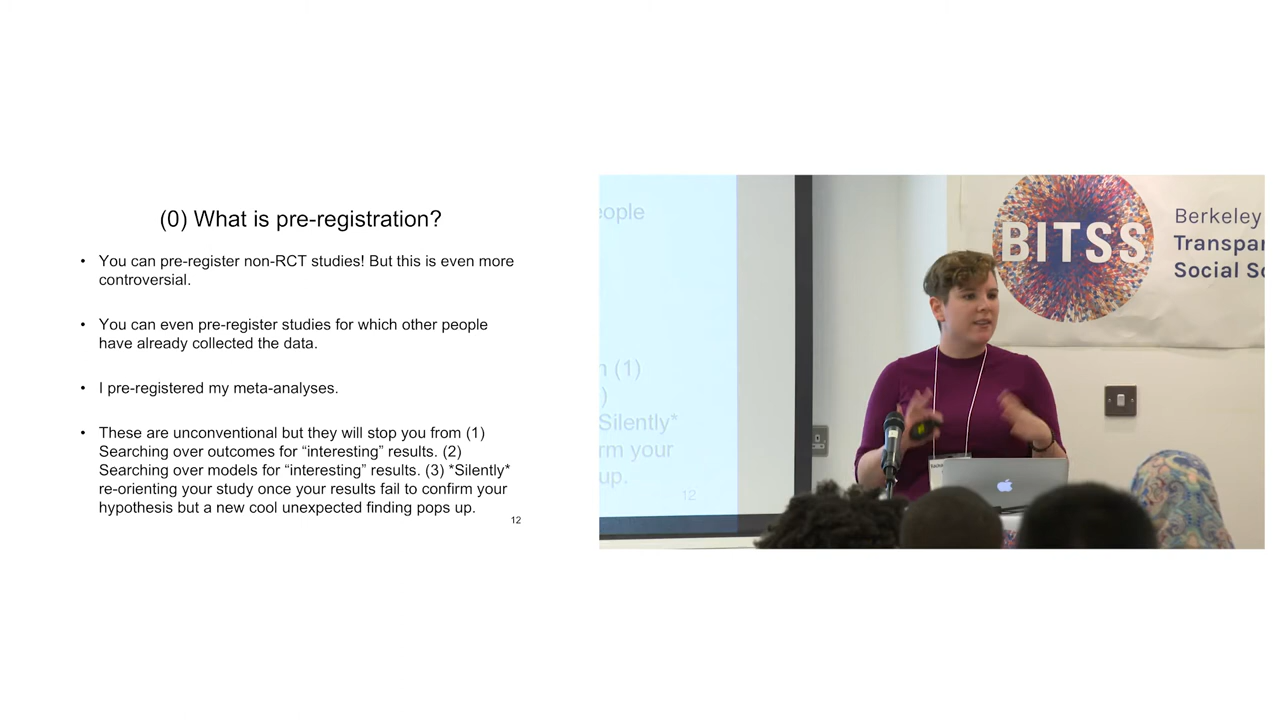 (0) What is pre-registration?
• You can pre-register non-RCT studies! But this is even more
controversial.
• You can even pre-register studies for which other people
have already collected the data.
• I pre-registered my meta-analyses.
• These are unconventional but they will stop you from (1)
Searching over outcomes for “interesting” results. (2)
Searching over models for “interesting” results. (3) *Silently*
re-orienting your study once your results fail to confirm your
hypothesis but a new cool unexpected finding pops up.
12
eople
(1)
)
Silently*
rm your
up.
12
BITSS
Berkeley
Transpar
Social Sc